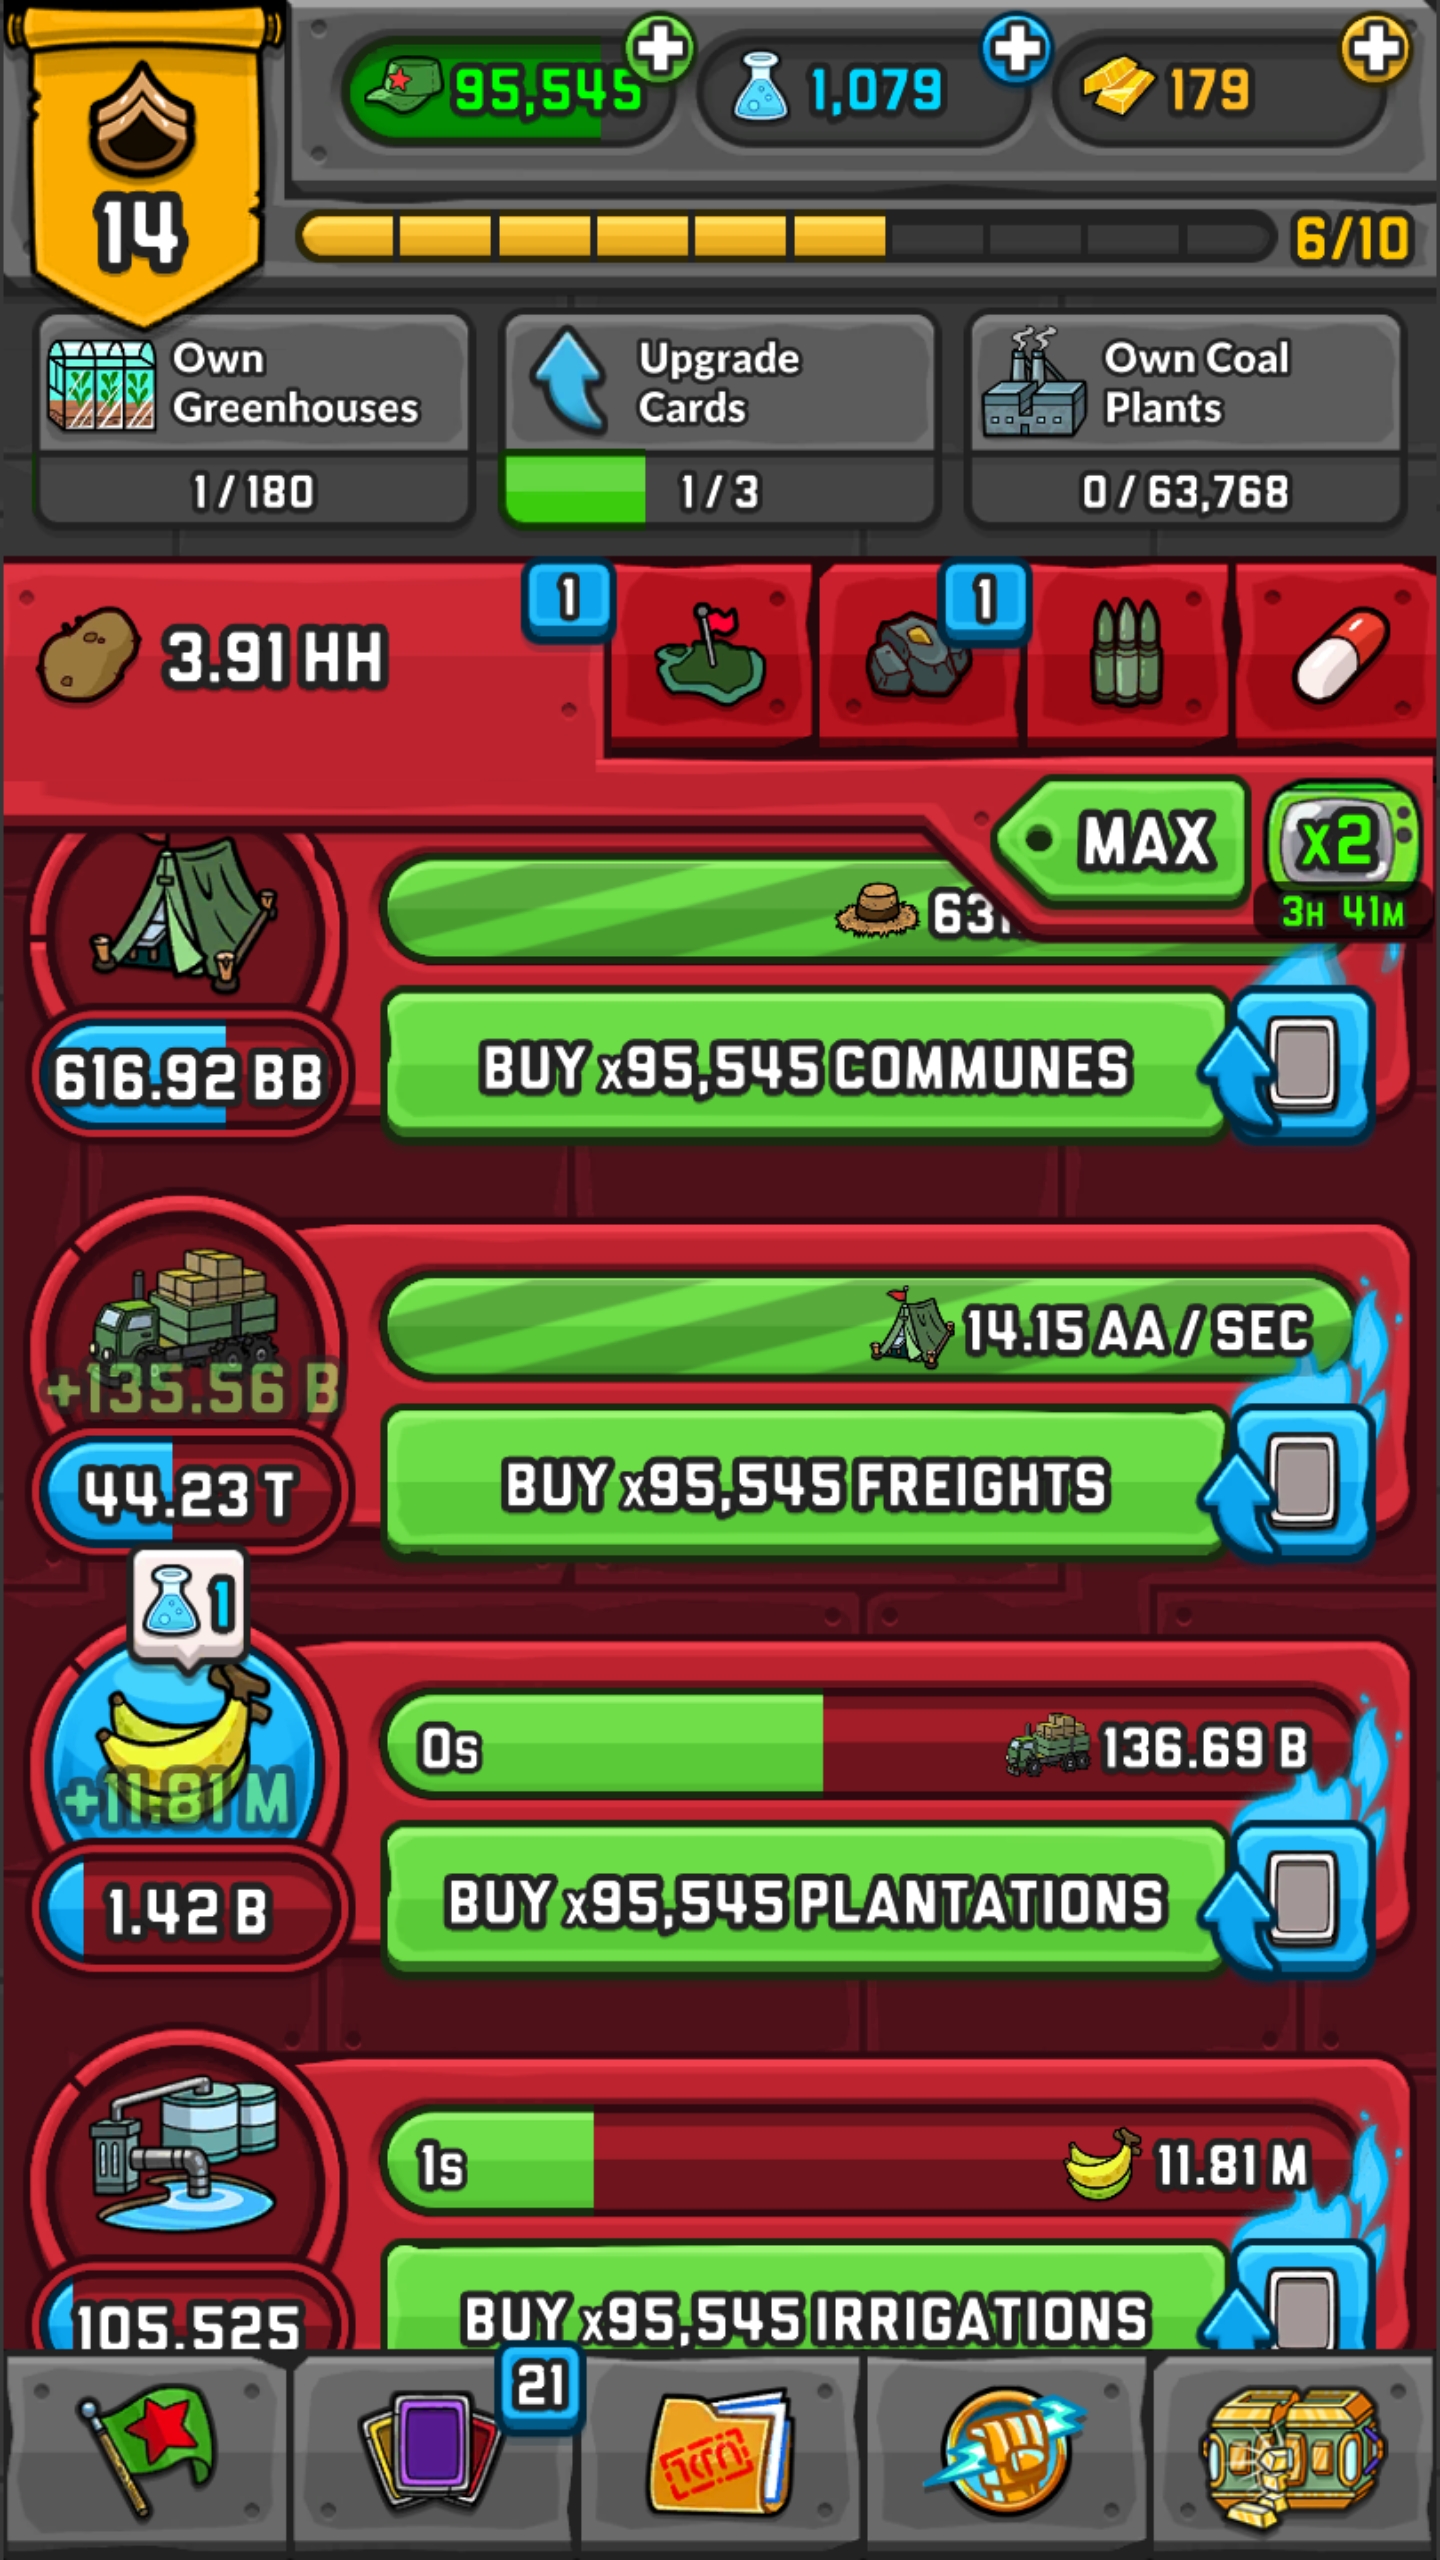 95,545
1,079
179
14
6/10
Own
Greenhouses
1/180
Upgrade
Cards
1/3
Own Coal
Plants
0/63,768
3.91 HH
1
1
MAX
x2
3H 41M
616.92 BB
BUY x95,545 COMMUNES
14.15 AA / SEC
+135.56 B
44.23 T
BUY x95,545 FREIGHTS
1
0s
136.69 B
+11.81 M
1.42 B
BUY x95,545 PLANTATIONS
1s
11.81 M
105.525
BUY x95,545 IRRIGATIONS
21